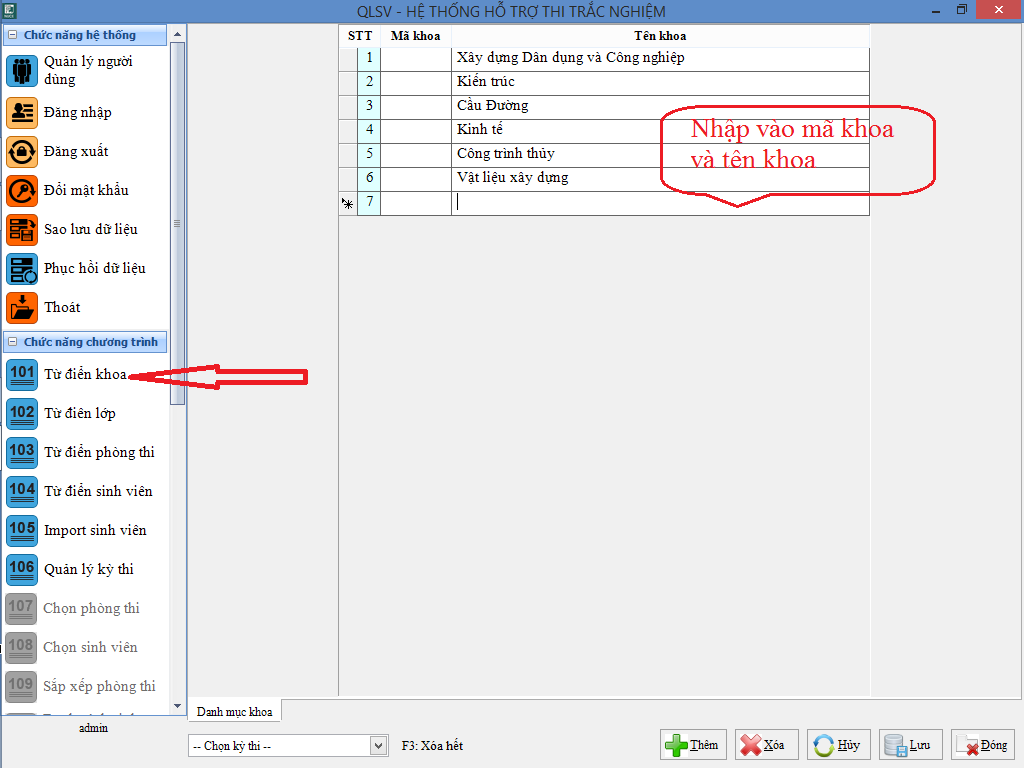 QLSV - HỆ THỐNG HỖ TRỢ THI TRẮC NGHIỆM
Chức năng hệ thống
Quản lý người
dùng
Đăng nhập
Đăng xuất
Đổi mật khẩu
Sao lưu dữ liệu
Phục hồi dữ liệu
Thoát
Chức năng chương trình
101 Từ điển khoa
102 Từ điên lớp
103 Từ điển phòng thi
104 Từ điển sinh viên
105 Import sinh viên
106 Quản lý kỳ thi
107 Chọn phòng thi
108 Chọn sinh viên
109 Sắp xếp phòng thi
admin
STT Mã khoa Tên khoa
1 Xây dựng Dân dụng và Công nghiệp
2 Kiến trúc
3 Cầu Đường
4 Kinh tế
5 Công trình thủy
6 Vật liệu xây dựng
7
Nhập vào mã khoa
và tên khoa
Danh mục khoa
-- Chọn kỳ thi -- F3: Xóa hết
Thêm Xóa Hủy Lưu Đóng